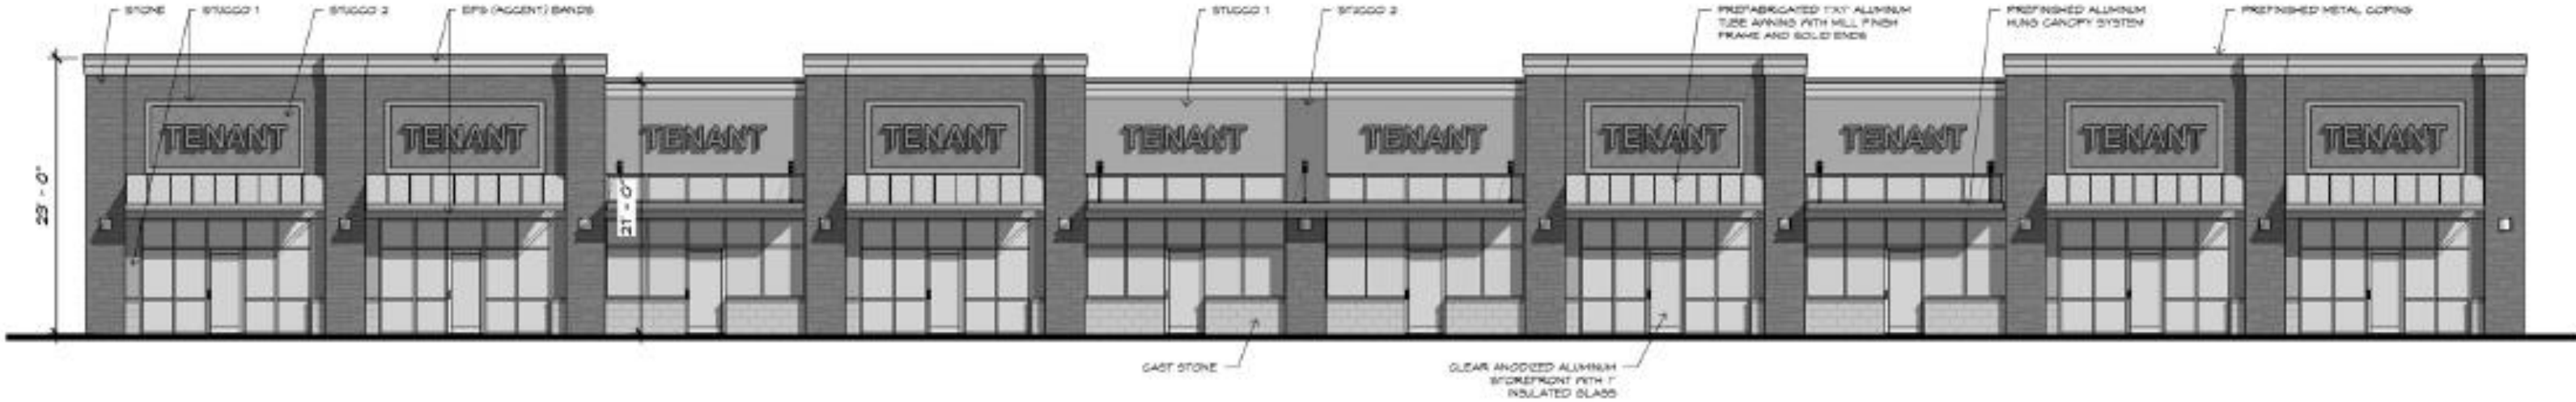 STONE
STUCCO 1
STUCCO 2
EIFS (ACCENT) BANDS
STUCCO 1
STUCCO 2
PREFABRICATED 1"X1" ALUMINUM
TUBE AWNING WITH MILL FINISH
FRAME AND SOLID ENDS
PREFINISHED ALUMINUM
HUNG CANOPY SYSTEM
PREFINISHED METAL COPING
TENANT
TENANT
TENANT
TENANT
TENANT
TENANT
TENANT
TENANT
TENANT
TENANT
23' - 0"
21' - 0"
CAST STONE
CLEAR ANODIZED ALUMINUM
STOREFRONT WITH 1"
INSULATED GLASS